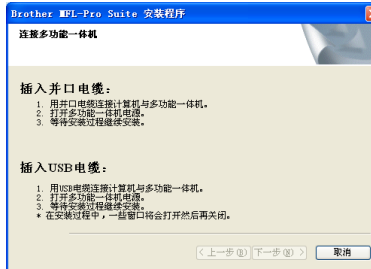 Brother MFL-Pro Suite 安装程序
连接多功能一体机
插入并口电缆：
1. 用并口电缆连接计算机与多功能一体机。
2. 打开多功能一体机电源。
3. 等待安装过程继续安装。
插入USB电缆：
1. 用USB电缆连接计算机与多功能一体机。
2. 打开多功能一体机电源。
3. 等待安装过程继续安装。
* 在安装过程中，一些窗口将会打开然后再关闭。
< 上一步(B) 下一步(N) > 取消